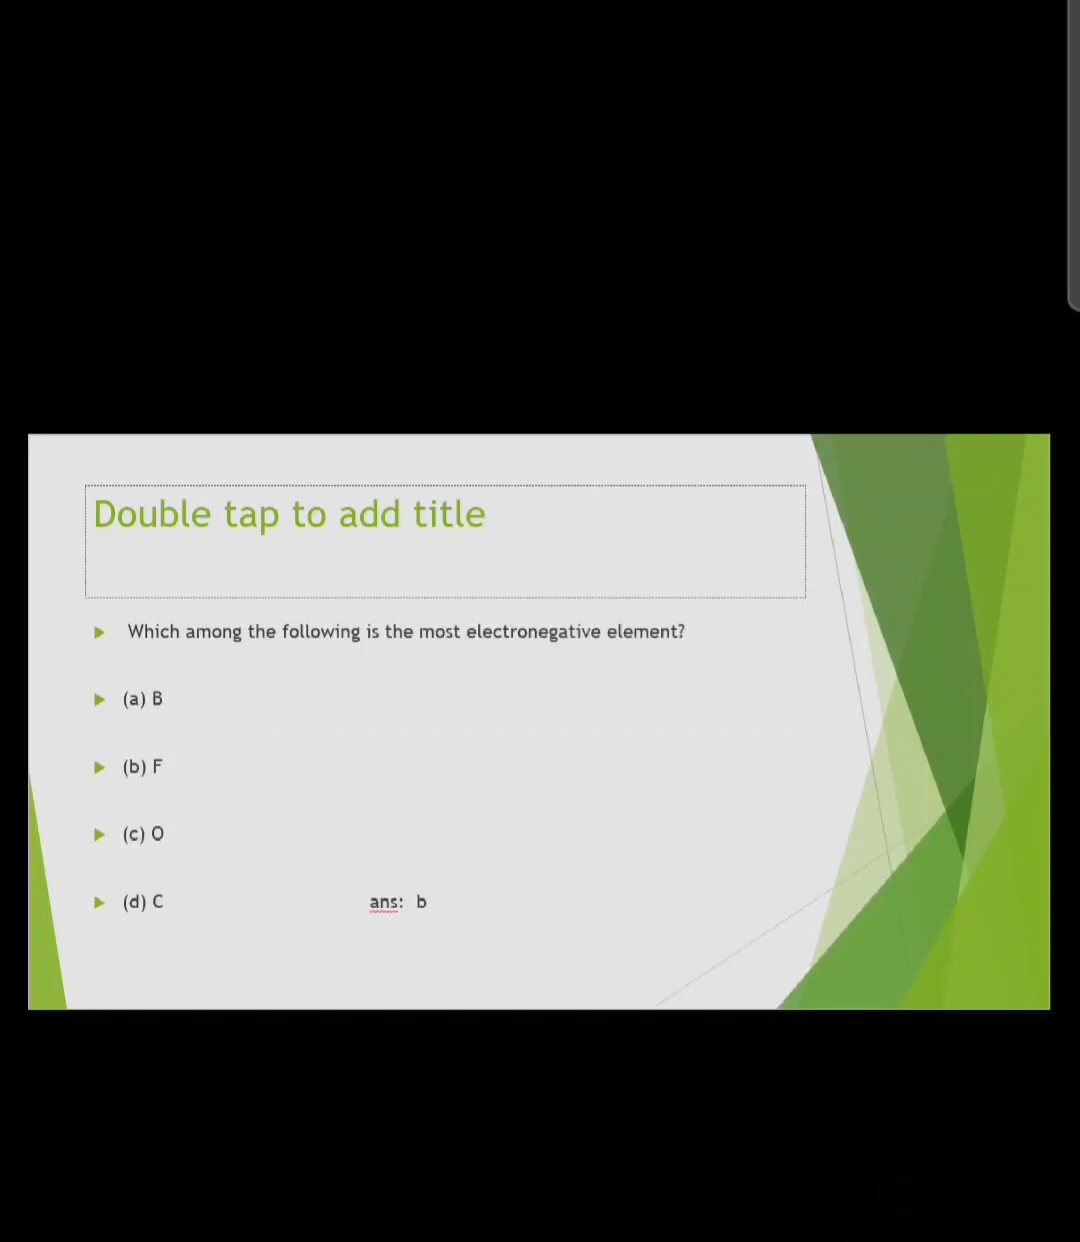 Double tap to add title
Which among the following is the most electronegative element?
(a) B
(b) F
(c) O
(d) C ans: b